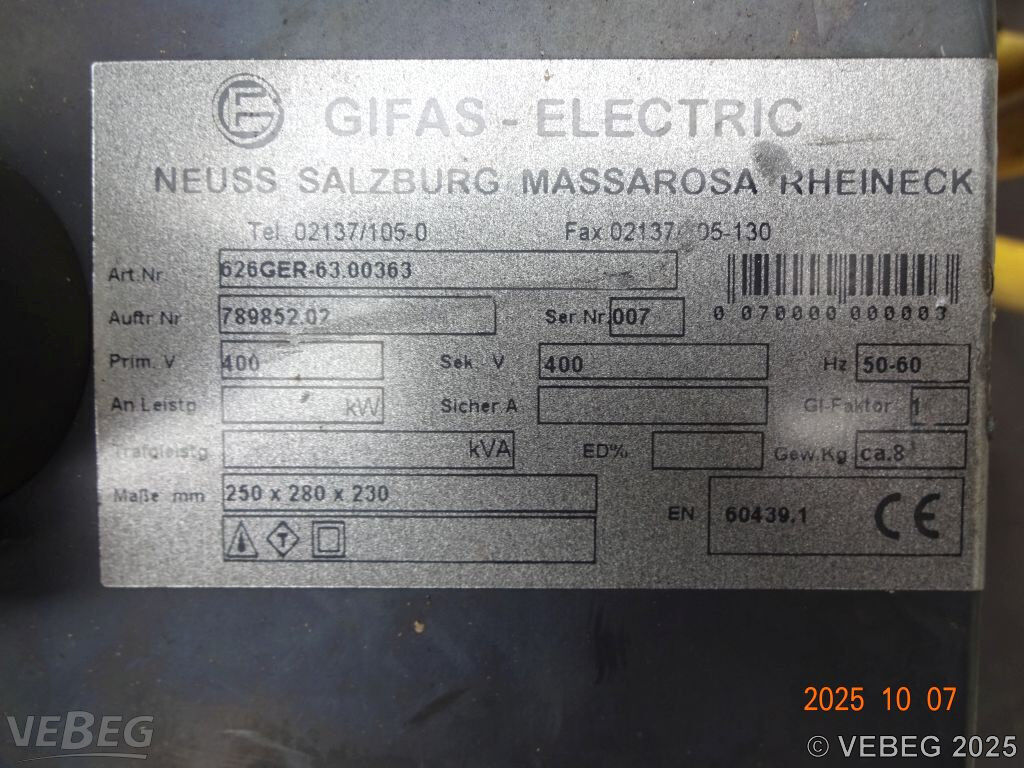 GIFAS - ELECTRIC
NEUSS SALZBURG MASSAROSA RHEINECK
Tel. 02137/105-0 Fax 02137/ 05-130
Art.Nr 626GER-63.00363
Auftr Nr 789852.02 Ser.Nr. 007
0 070000 000003
Prim. V 400 Sek. V 400 Hz 50-60
An Leistg kW Sicher A GI-Faktor 1
Trafoleistg kVA ED% Gew.Kg ca.8
Maße mm 250 x 280 x 230
EN 60439.1 CE
T
2025 10 07
VEBEG
© VEBEG 2025